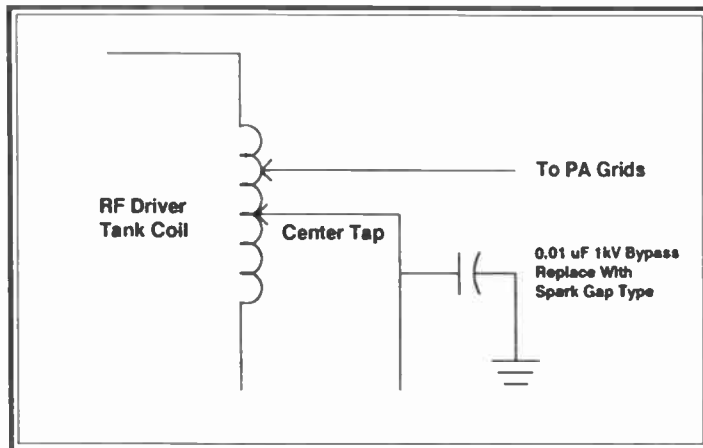 To PA Grids
RF Driver
Tank Coil
Center Tap
0.01 uF 1kV Bypass
Replace With
Spark Gap Type